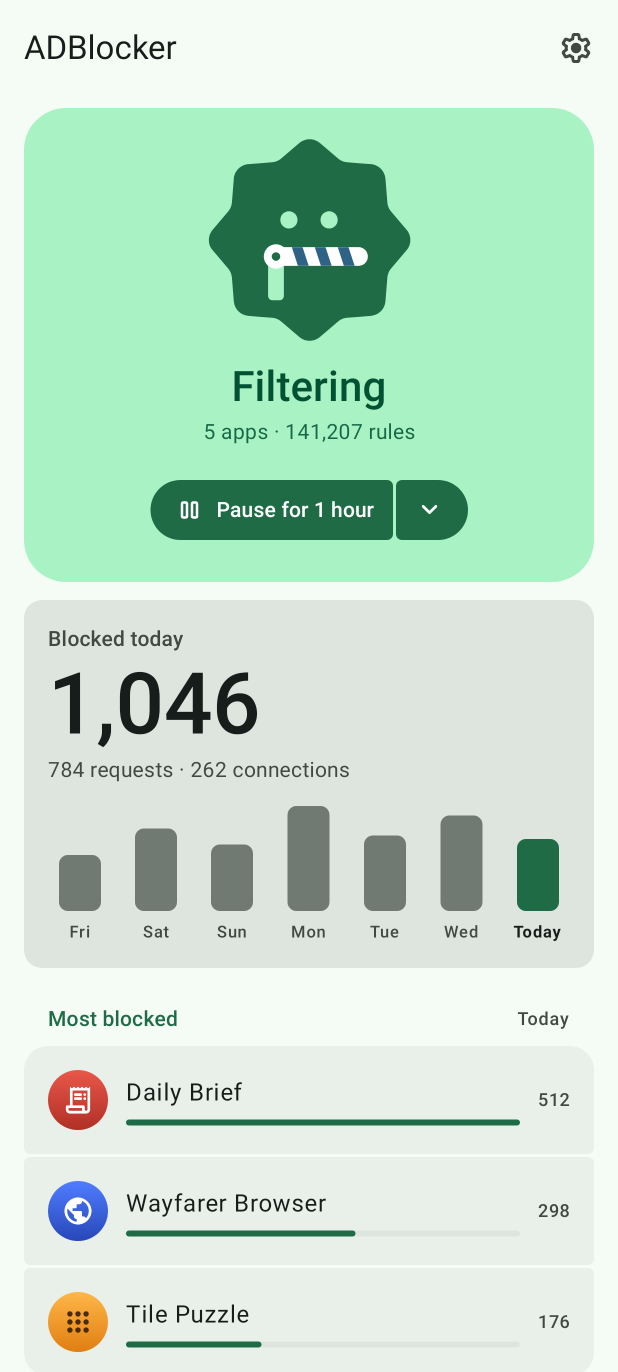 ADBlocker
Filtering
5 apps · 141,207 rules
Pause for 1 hour
Blocked today
1,046
784 requests · 262 connections
Fri Sat Sun Mon Tue Wed Today
Most blocked Today
Daily Brief 512
Wayfarer Browser 298
Tile Puzzle 176